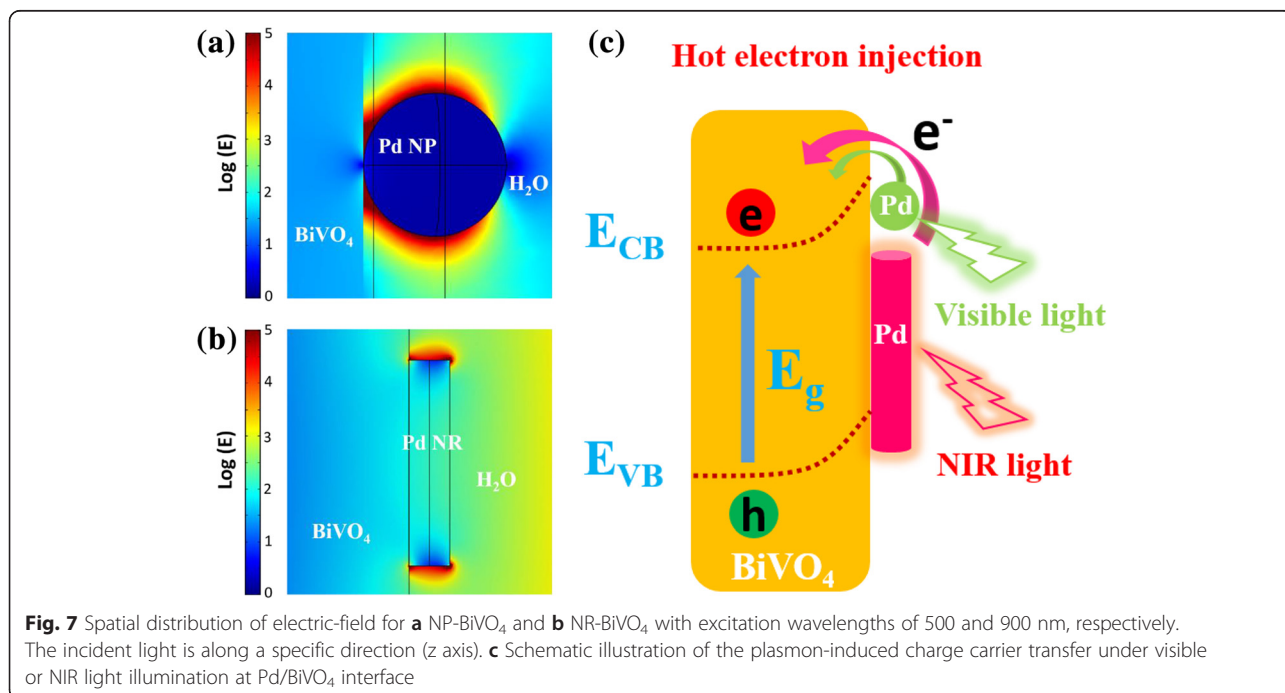 (a)
5
4
3
2
1
0
Log (E)
Pd NP
H₂O
BiVO₄
(b)
5
4
3
2
1
0
Log (E)
Pd NR
H₂O
BiVO₄
(c)
Hot electron injection
e⁻
Pd
e
E_CB
Visible light
Pd
E_g
NIR light
E_VB
h
BiVO₄
Fig. 7 Spatial distribution of electric-field for a NP-BiVO₄ and b NR-BiVO₄ with excitation wavelengths of 500 and 900 nm, respectively.
The incident light is along a specific direction (z axis). c Schematic illustration of the plasmon-induced charge carrier transfer under visible
or NIR light illumination at Pd/BiVO₄ interface